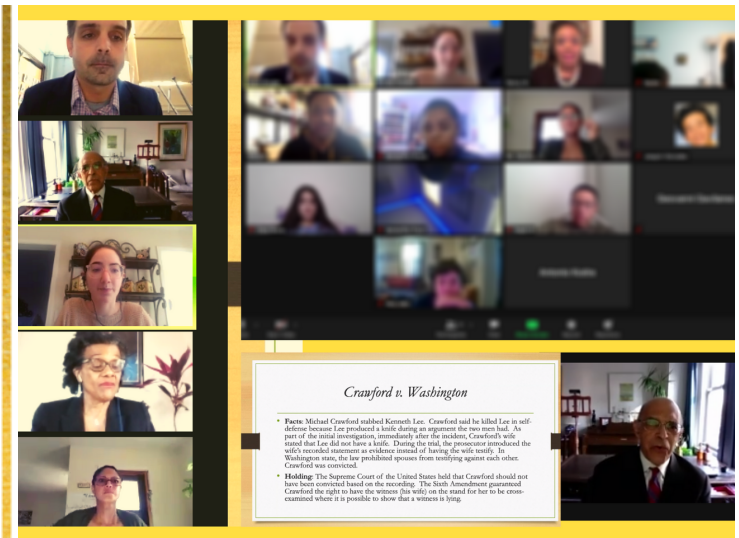 Crawford v. Washington
• Facts: Michael Crawford stabbed Kenneth Lee. Crawford said he killed Lee in self-
defense because Lee produced a knife during an argument the two men had. As
part of the initial investigation, immediately after the incident, Crawford's wife
stated that Lee did not have a knife. During the trial, the prosecutor introduced the
wife's recorded statement as evidence instead of having the wife testify. In
Washington state, the law prohibited spouses from testifying against each other.
Crawford was convicted.
• Holding: The Supreme Court of the United States held that Crawford should not
have been convicted based on the recording. The Sixth Amendment guaranteed
Crawford the right to have the witness (his wife) on the stand for her to be cross-
examined where it is possible to show that a witness is lying.